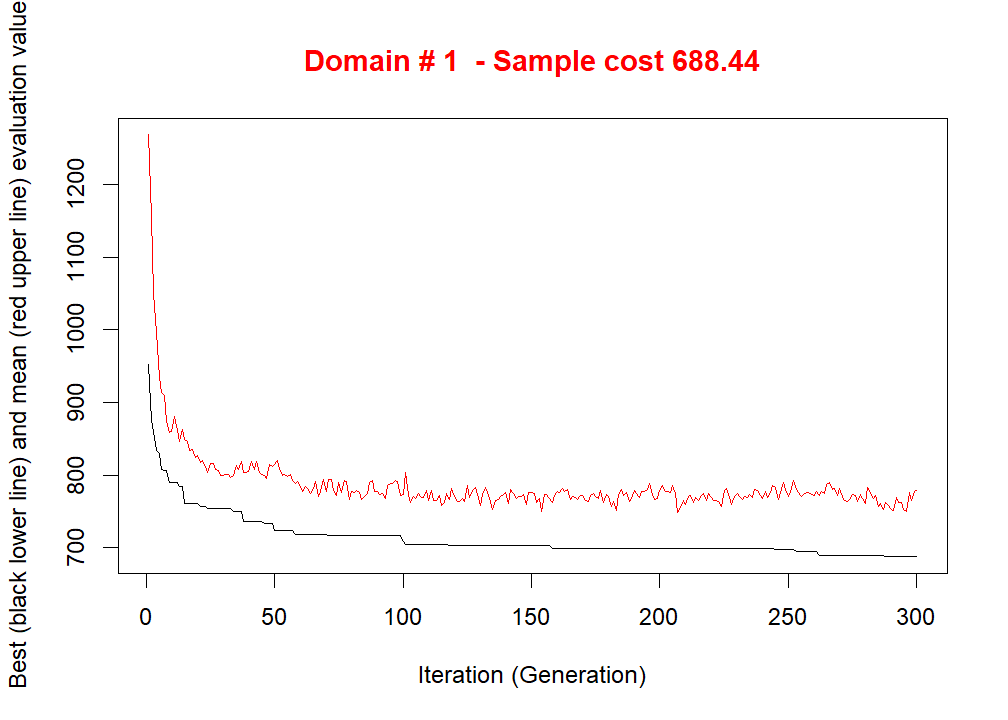 Domain # 1  - Sample cost 688.44
Best (black lower line) and mean (red upper line) evaluation value
1200
1100
1000
900
800
700
0 50 100 150 200 250 300
Iteration (Generation)